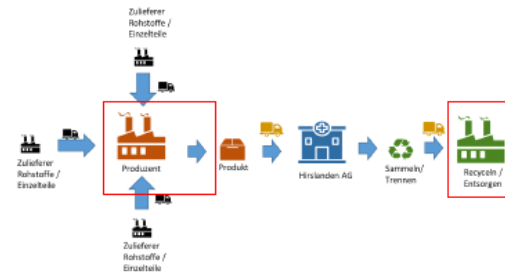 Zulieferer
Rohstoffe /
Einzelteile
Zulieferer
Rohstoffe /
Einzelteile
Produzent
Produkt
Hirslanden AG
Sammeln/
Trennen
Recyceln /
Entsorgen
Zulieferer
Rohstoffe /
Einzelteile